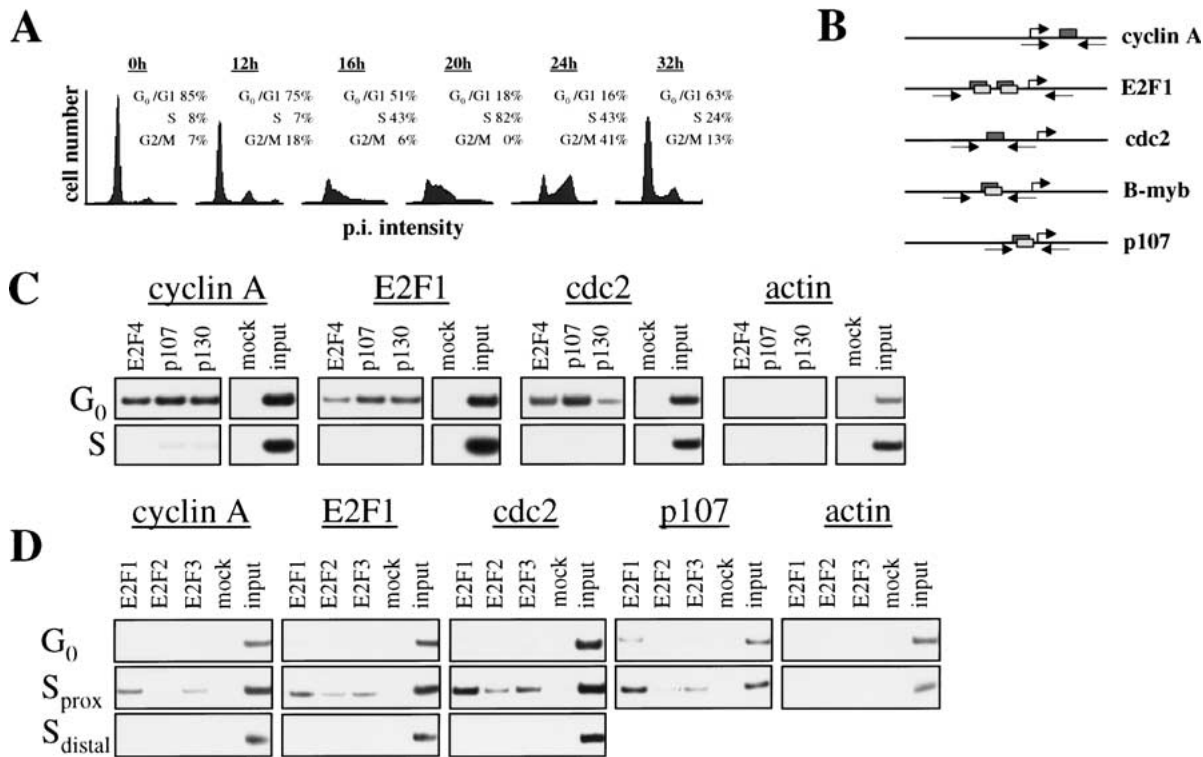 A
0h 12h 16h 20h 24h 32h
G0/G1 85% G0/G1 75% G0/G1 51% G0/G1 18% G0/G1 16% G0/G1 63%
S 8% S 7% S 43% S 82% S 43% S 24%
G2/M 7% G2/M 18% G2/M 6% G2/M 0% G2/M 41% G2/M 13%
cell number
p.i. intensity
B
cyclin A
E2F1
cdc2
B-myb
p107
C
cyclin A E2F1 cdc2 actin
E2F4 p107 p130 mock input E2F4 p107 p130 mock input E2F4 p107 p130 mock input E2F4 p107 p130 mock input
G0
S
cyclin A E2F1 cdc2 p107 actin
D
E2F1 E2F2 E2F3 mock input E2F1 E2F2 E2F3 mock input E2F1 E2F2 E2F3 mock input E2F1 E2F2 E2F3 mock input E2F1 E2F2 E2F3 mock input
G0
Sprox
Sdistal